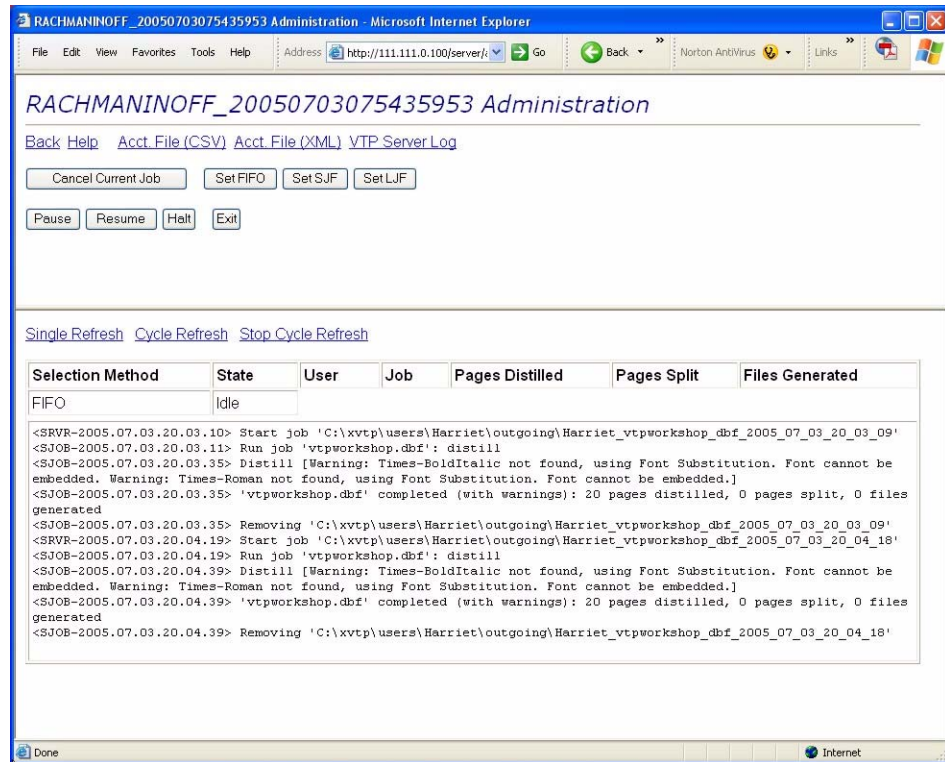 RACHMANINOFF_20050703075435953 Administration - Microsoft Internet Explorer
File Edit View Favorites Tools Help Address http://111.111.0.100/server/a Go Back » Norton AntiVirus Links »
RACHMANINOFF_20050703075435953 Administration
Back Help Acct. File (CSV) Acct. File (XML) VTP Server Log
Cancel Current Job Set FIFO Set SJF Set LJF
Pause Resume Halt Exit
Single Refresh Cycle Refresh Stop Cycle Refresh
Selection Method State User Job Pages Distilled Pages Split Files Generated
FIFO Idle
<SRVR-2005.07.03.20.03.10> Start job 'C:\xvtp\users\Harriet\outgoing\Harriet_vtpworkshop_dbf_2005_07_03_20_03_09'
<SJOB-2005.07.03.20.03.11> Run job 'vtpworkshop.dbf': distill
<SJOB-2005.07.03.20.03.35> Distill [Warning: Times-BoldItalic not found, using Font Substitution. Font cannot be
embedded. Warning: Times-Roman not found, using Font Substitution. Font cannot be embedded.]
<SJOB-2005.07.03.20.03.35> 'vtpworkshop.dbf' completed (with warnings): 20 pages distilled, 0 pages split, 0 files
generated
<SJOB-2005.07.03.20.03.35> Removing 'C:\xvtp\users\Harriet\outgoing\Harriet_vtpworkshop_dbf_2005_07_03_20_03_09'
<SRVR-2005.07.03.20.04.19> Start job 'C:\xvtp\users\Harriet\outgoing\Harriet_vtpworkshop_dbf_2005_07_03_20_04_18'
<SJOB-2005.07.03.20.04.19> Run job 'vtpworkshop.dbf': distill
<SJOB-2005.07.03.20.04.39> Distill [Warning: Times-BoldItalic not found, using Font Substitution. Font cannot be
embedded. Warning: Times-Roman not found, using Font Substitution. Font cannot be embedded.]
<SJOB-2005.07.03.20.04.39> 'vtpworkshop.dbf' completed (with warnings): 20 pages distilled, 0 pages split, 0 files
generated
<SJOB-2005.07.03.20.04.39> Removing 'C:\xvtp\users\Harriet\outgoing\Harriet_vtpworkshop_dbf_2005_07_03_20_04_18'
Done Internet